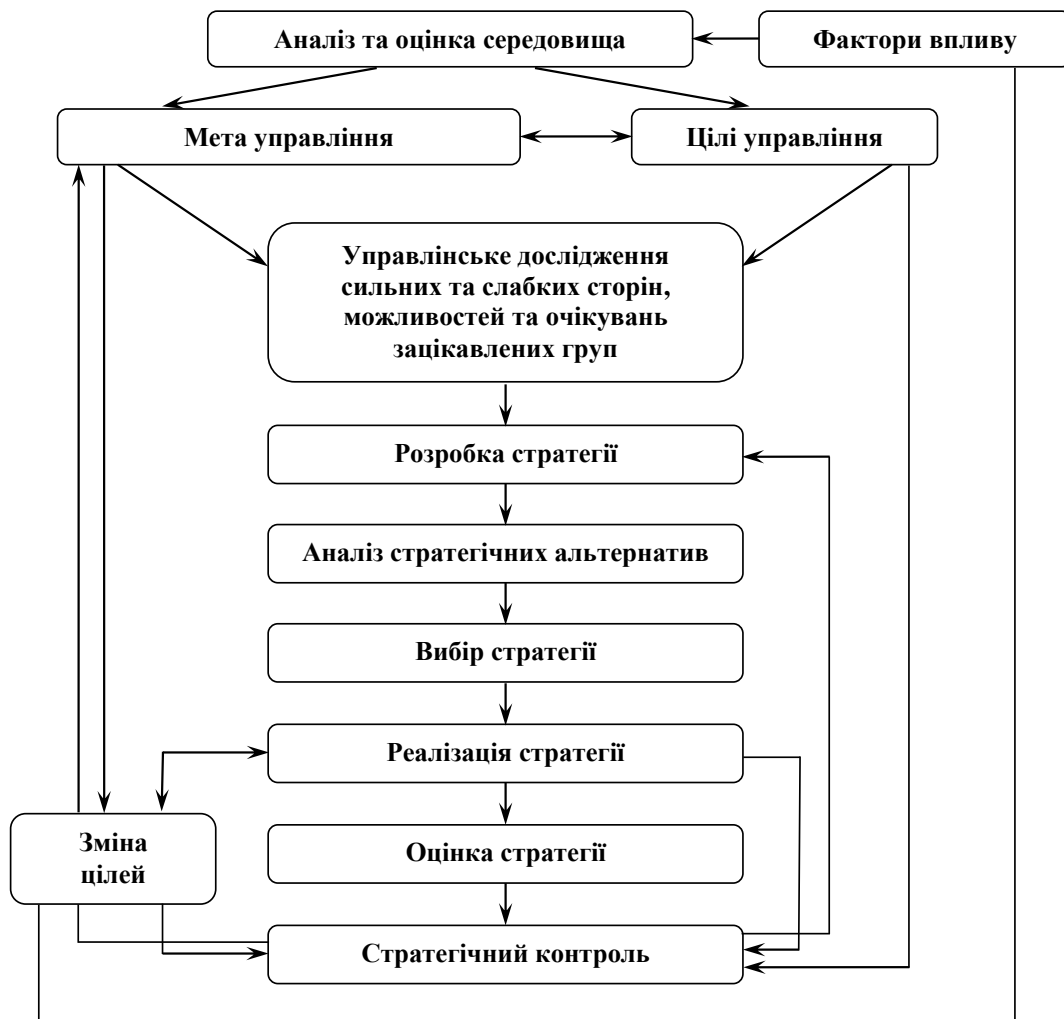 Аналіз та оцінка середовища
Фактори впливу
Мета управління
Цілі управління
Управлінське дослідження
сильних та слабких сторін,
можливостей та очікувань
зацікавлених груп
Розробка стратегії
Аналіз стратегічних альтернатив
Вибір стратегії
Реалізація стратегії
Зміна
цілей
Оцінка стратегії
Стратегічний контроль